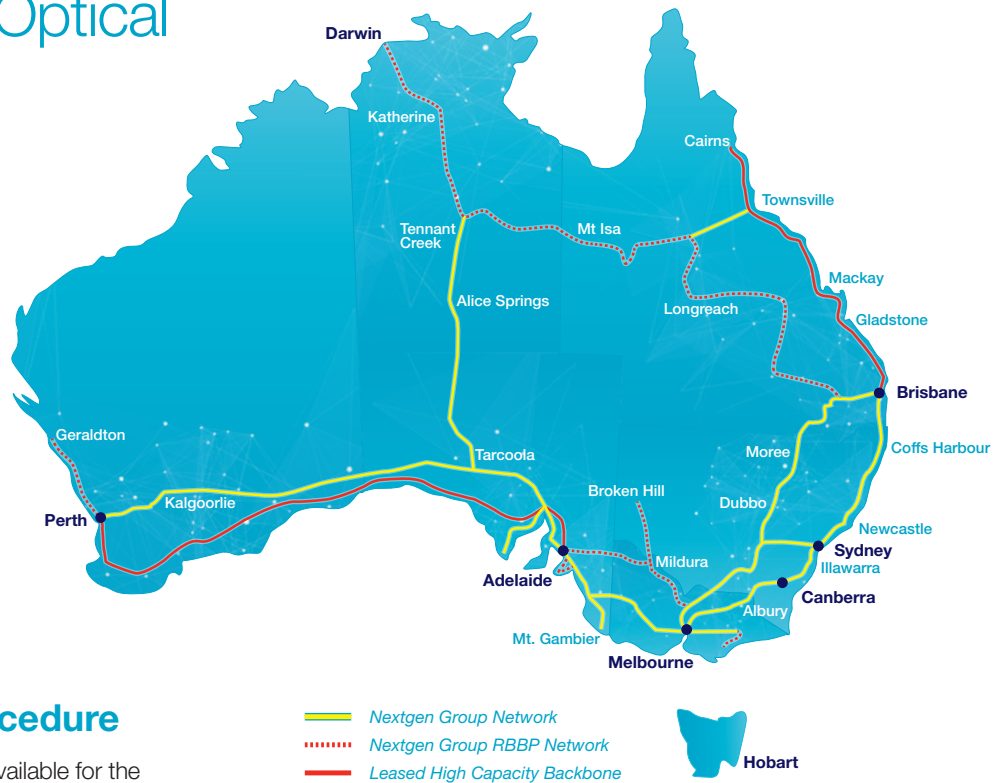 Optical
Darwin
Katherine
Cairns
Townsville
Tennant
Creek
Mt Isa
Mackay
Alice Springs
Longreach
Gladstone
Brisbane
Geraldton
Coffs Harbour
Moree
Tarcoola
Broken Hill
Kalgoorlie
Dubbo
Perth
Newcastle
Sydney
Mildura
Illawarra
Adelaide
Canberra
Albury
Mt. Gambier
Melbourne
cedure
vailable for the
Nextgen Group Network
Nextgen Group RBBP Network
Leased High Capacity Backbone
Hobart